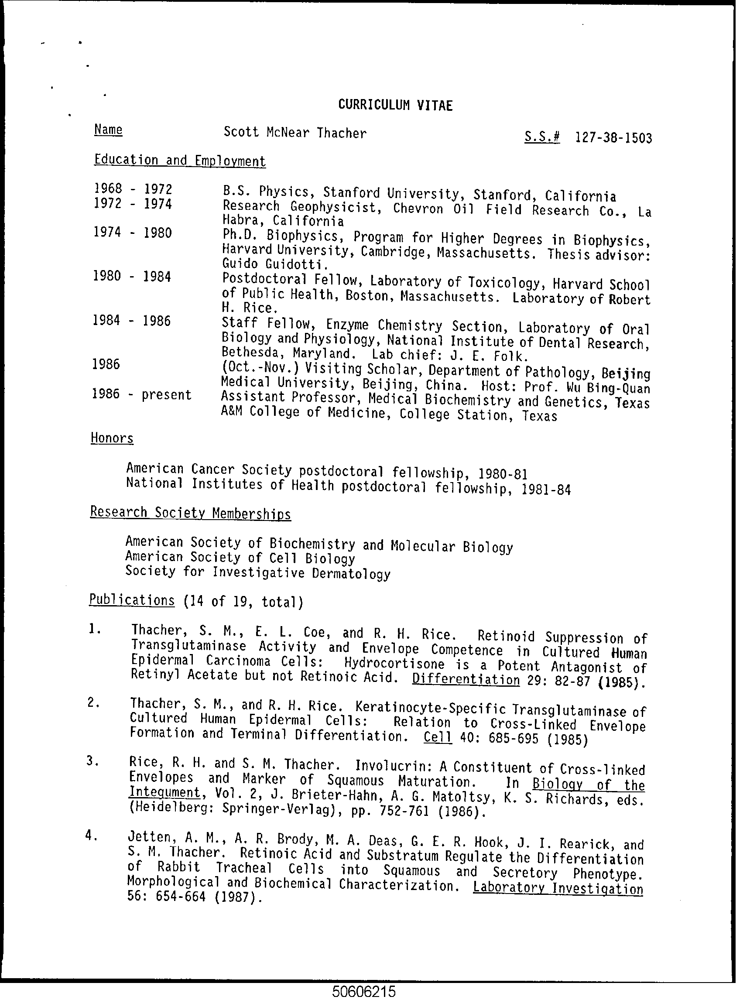 CURRICULUM VITAE
Name Scott McNear Thacher S.S.# 127-38-1503
Education and Employment
1968 - 1972 B.S. Physics, Stanford University, Stanford, California
1972 - 1974 Research Geophysicist, Chevron Oil Field Research Co., La
Habra, California
1974 - 1980 Ph.D. Biophysics, Program for Higher Degrees in Biophysics,
Harvard University, Cambridge, Massachusetts. Thesis advisor:
Guido Guidotti.
1980 - 1984 Postdoctoral Fellow, Laboratory of Toxicology, Harvard School
of Public Health, Boston, Massachusetts. Laboratory of Robert
H. Rice.
1984 - 1986 Staff Fellow, Enzyme Chemistry Section, Laboratory of Oral
Biology and Physiology, National Institute of Dental Research,
Bethesda, Maryland. Lab chief: J. E. Folk.
1986 (Oct.-Nov.) Visiting Scholar, Department of Pathology, Beijing
Medical University, Beijing, China. Host: Prof. Wu Bing-Quan
1986 - present Assistant Professor, Medical Biochemistry and Genetics, Texas
A&M College of Medicine, College Station, Texas
Honors
American Cancer Society postdoctoral fellowship, 1980-81
National Institutes of Health postdoctoral fellowship, 1981-84
Research Society Memberships
American Society of Biochemistry and Molecular Biology
American Society of Cell Biology
Society for Investigative Dermatology
Publications (14 of 19, total)
1. Thacher, S. M., E. L. Coe, and R. H. Rice. Retinoid Suppression of
Transglutaminase Activity and Envelope Competence in Cultured Human
Epidermal Carcinoma Cells: Hydrocortisone is a Potent Antagonist of
Retinyl Acetate but not Retinoic Acid. Differentiation 29: 82-87 (1985).
2. Thacher, S. M., and R. H. Rice. Keratinocyte-Specific Transglutaminase of
Cultured Human Epidermal Cells: Relation to Cross-Linked Envelope
Formation and Terminal Differentiation. Cell 40: 685-695 (1985)
3. Rice, R. H. and S. M. Thacher. Involucrin: A Constituent of Cross-linked
Envelopes and Marker of Squamous Maturation. In Biology of the
Integument, Vol. 2, J. Brieter-Hahn, A. G. Matoltsy, K. S. Richards, eds.
(Heidelberg: Springer-Verlag), pp. 752-761 (1986).
4. Jetten, A. M., A. R. Brody, M. A. Deas, G. E. R. Hook, J. I. Rearick, and
S. M. Thacher. Retinoic Acid and Substratum Regulate the Differentiation
of Rabbit Tracheal Cells into Squamous and Secretory Phenotype.
Morphological and Biochemical Characterization. Laboratory Investigation
56: 654-664 (1987).
50606215